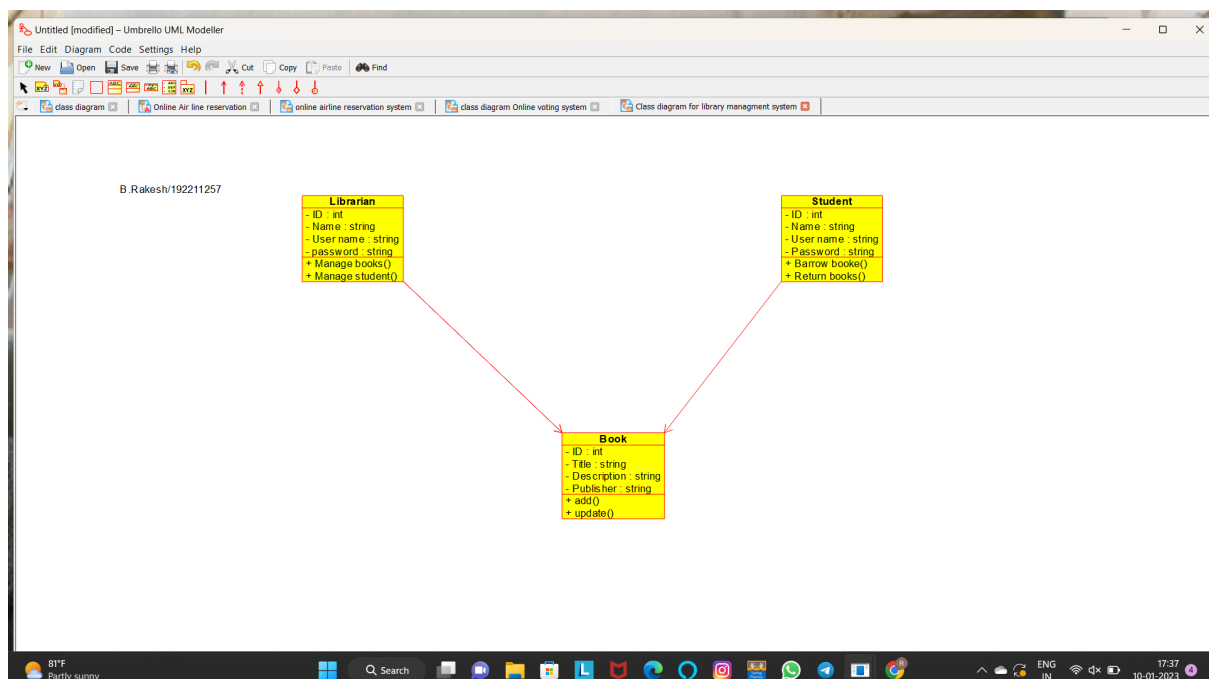 Untitled [modified] – Umbrello UML Modeller
File Edit Diagram Code Settings Help
New Open Save Cut Copy Paste Find
class diagram Online Air line reservation online airline reservation system class diagram Online voting system Class diagram for library managment system
B.Rakesh/192211257
Librarian
- ID : int
- Name : string
- User name : string
- password : string
+ Manage books()
+ Manage student()
Student
- ID : int
- Name : string
- User name : string
- Password : string
+ Barrow booke()
+ Return books()
Book
- ID : int
- Title : string
- Description : string
- Publisher : string
+ add()
+ update()
81°F
Partly sunny
Search
ENG
IN
17:37
10-01-2023
4